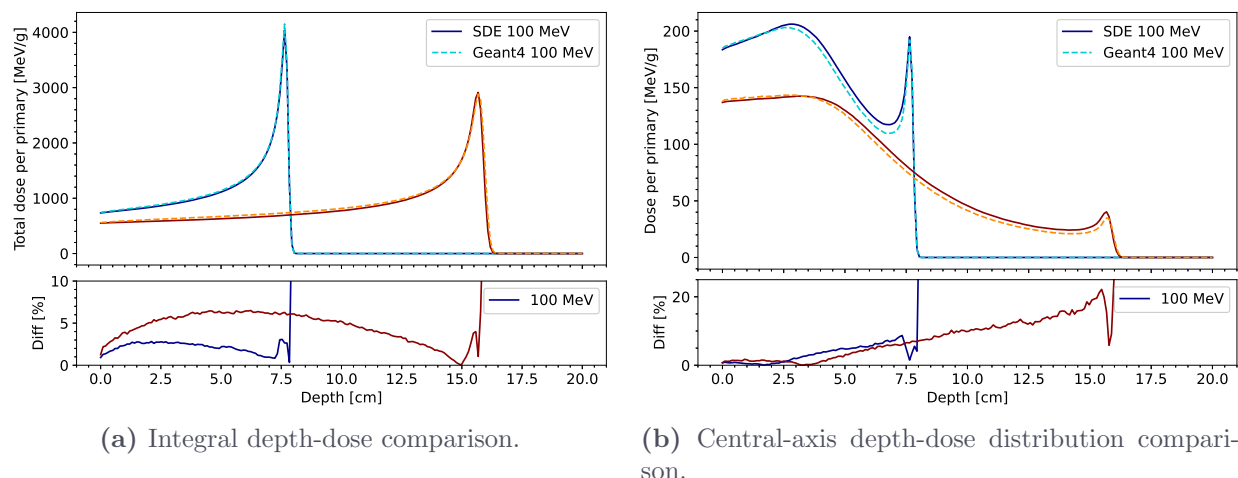 Total dose per primary [MeV/g]
4000
3000
2000
1000
0
SDE 100 MeV
Geant4 100 MeV
Diff [%]
10
5
0
100 MeV
0.0 2.5 5.0 7.5 10.0 12.5 15.0 17.5 20.0
Depth [cm]
(a) Integral depth-dose comparison.
Dose per primary [MeV/g]
200
150
100
50
0
SDE 100 MeV
Geant4 100 MeV
Diff [%]
20
0
100 MeV
0.0 2.5 5.0 7.5 10.0 12.5 15.0 17.5 20.0
Depth [cm]
(b) Central-axis depth-dose distribution compari-
son.